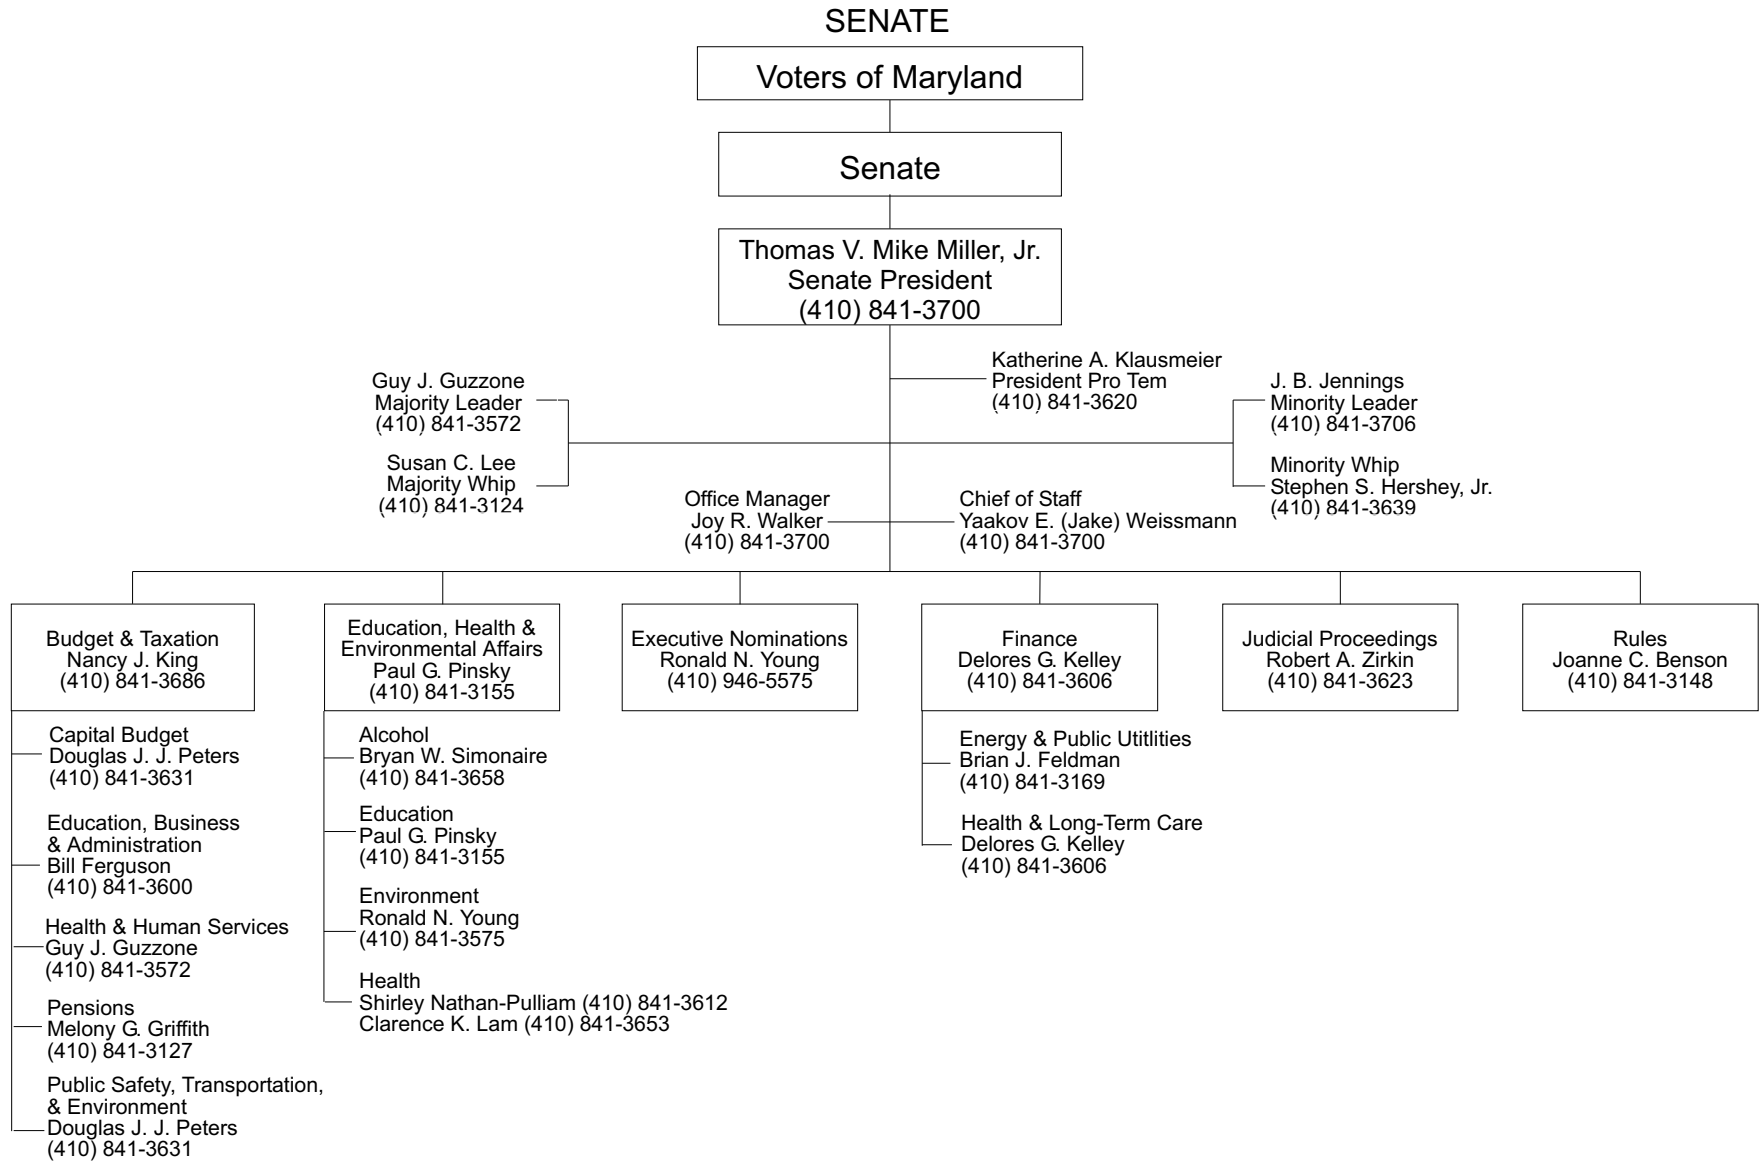 SENATE
Voters of Maryland
Senate
Thomas V. Mike Miller, Jr.
Senate President
(410) 841-3700
Katherine A. Klausmeier
President Pro Tem
(410) 841-3620
Guy J. Guzzone
Majority Leader
(410) 841-3572
Susan C. Lee
Majority Whip
(410) 841-3124
J. B. Jennings
Minority Leader
(410) 841-3706
Minority Whip
Stephen S. Hershey, Jr.
(410) 841-3639
Office Manager
Joy R. Walker
(410) 841-3700
Chief of Staff
Yaakov E. (Jake) Weissmann
(410) 841-3700
Budget & Taxation
Nancy J. King
(410) 841-3686
Capital Budget
Douglas J. J. Peters
(410) 841-3631
Education, Business
& Administration
Bill Ferguson
(410) 841-3600
Health & Human Services
Guy J. Guzzone
(410) 841-3572
Pensions
Melony G. Griffith
(410) 841-3127
Public Safety, Transportation,
& Environment
Douglas J. J. Peters
(410) 841-3631
Education, Health &
Environmental Affairs
Paul G. Pinsky
(410) 841-3155
Alcohol
Bryan W. Simonaire
(410) 841-3658
Education
Paul G. Pinsky
(410) 841-3155
Environment
Ronald N. Young
(410) 841-3575
Health
Shirley Nathan-Pulliam (410) 841-3612
Clarence K. Lam (410) 841-3653
Executive Nominations
Ronald N. Young
(410) 946-5575
Finance
Delores G. Kelley
(410) 841-3606
Energy & Public Utitlities
Brian J. Feldman
(410) 841-3169
Health & Long-Term Care
Delores G. Kelley
(410) 841-3606
Judicial Proceedings
Robert A. Zirkin
(410) 841-3623
Rules
Joanne C. Benson
(410) 841-3148